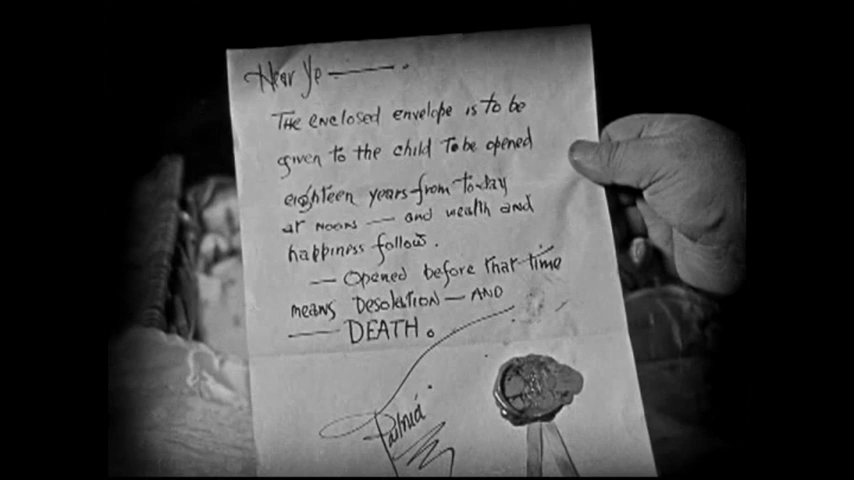 Hear Ye —— .
THE enclosed envelope is to be
given to the child To be opened
eighteen years from to-day
at NOON — and wealth and
happiness follow.
— Opened before that time
means Desolation — AND
— DEATH.